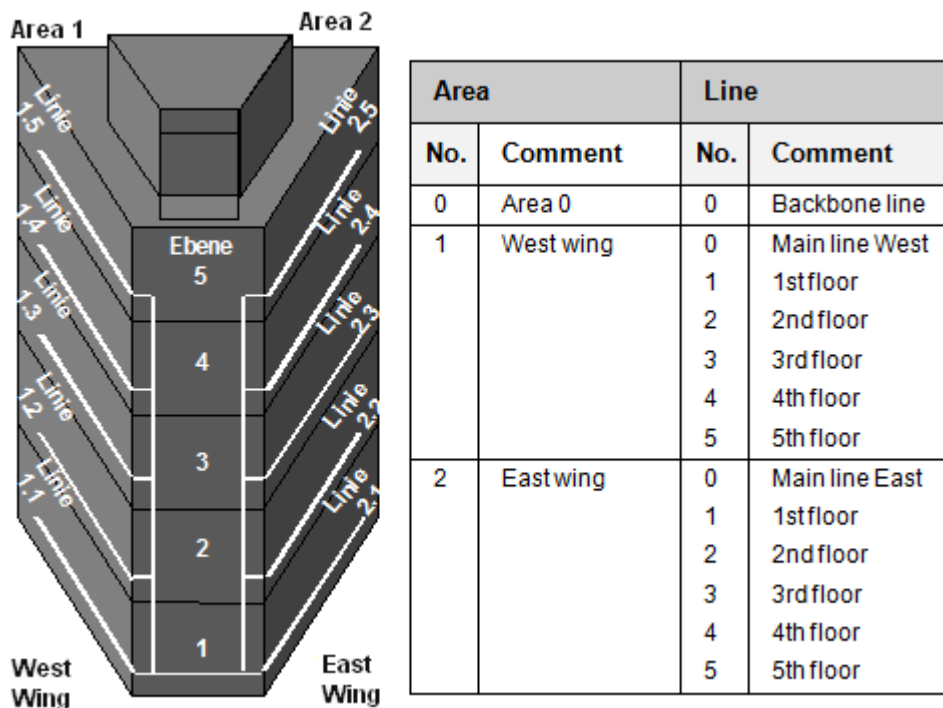 Area 1
Area 2
Linie
1.5
Linie
2.5
Linie
1.4
Linie
2.4
Linie
1.3
Linie
2.3
Linie
1.2
Linie
2.2
Linie
1.1
Linie
2.1
Ebene
5
4
3
2
1
West
Wing
East
Wing
Area Line
No. Comment No. Comment
0 Area 0 0 Backbone line
1 West wing 0 Main line West
1 1st floor
2 2nd floor
3 3rd floor
4 4th floor
5 5th floor
2 East wing 0 Main line East
1 1st floor
2 2nd floor
3 3rd floor
4 4th floor
5 5th floor